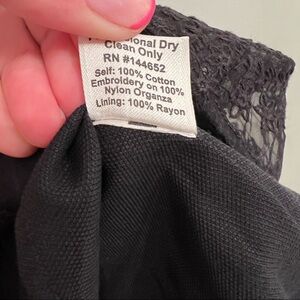 Dry
Clean Only
RN #144652
Self: 100% Cotton
Embroidery on 100%
Nylon Organza
Lining: 100% Rayon